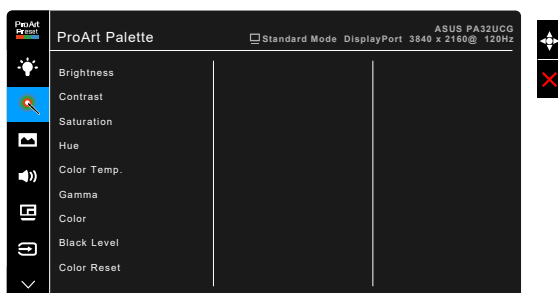 ProArt
Preset
ProArt Palette
ASUS PA32UCG
Standard Mode DisplayPort 3840 x 2160@ 120Hz
Brightness
Contrast
Saturation
Hue
Color Temp.
Gamma
Color
Black Level
Color Reset